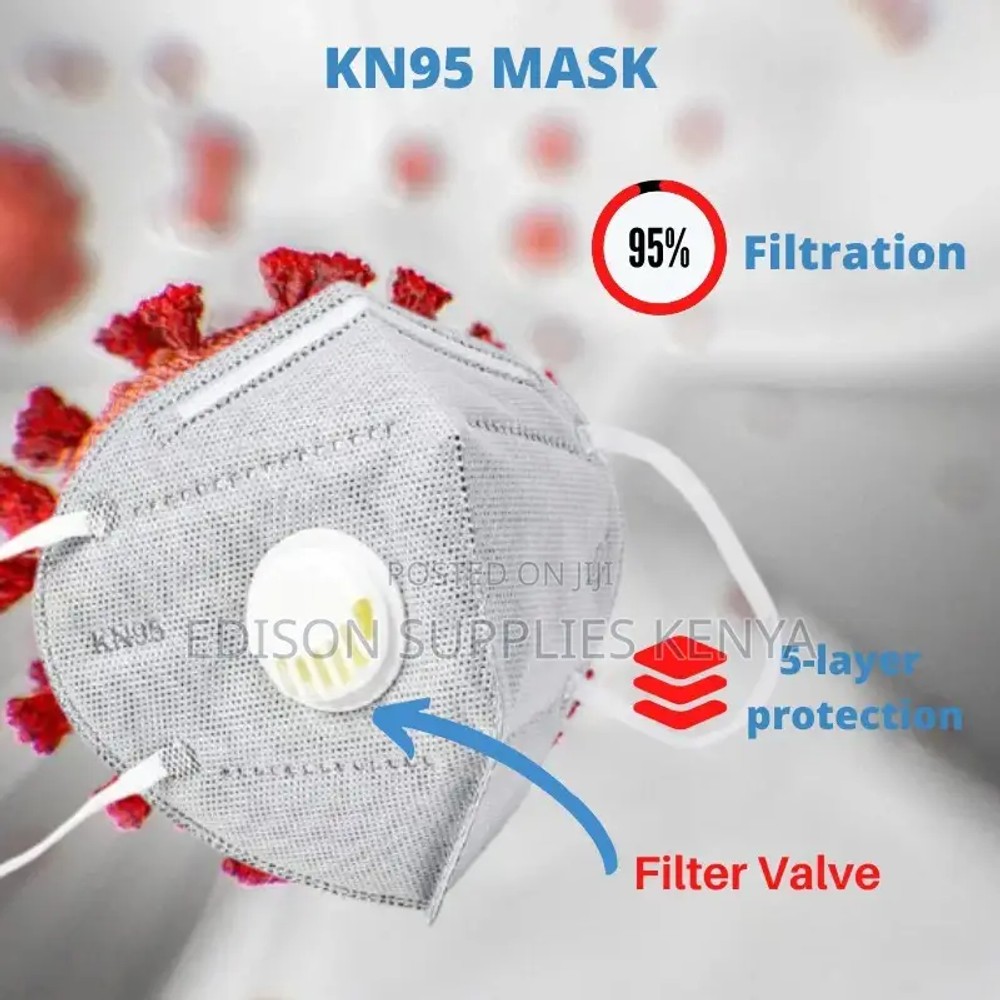 KN95 MASK
95%
Filtration
POSTED ON JIJI
KN95
EDISON SUPPLIES KENYA
5-layer
protection
Filter Valve